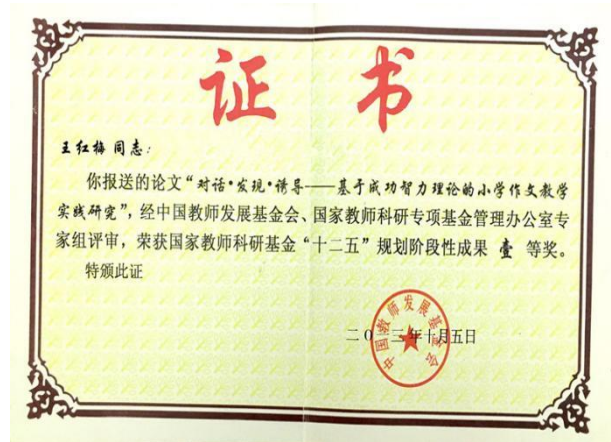 证书
王红梅 同志：
你报送的论文“对话•发现•诱导——基于成功智力理论的小学作文教学
实践研究”，经中国教师发展基金会、国家教师科研专项基金管理办公室专
家组评审，荣获国家教师科研基金“十二五”规划阶段性成果 壹 等奖。
特颁此证
二0一三年十月五日
中国教师发展基金会